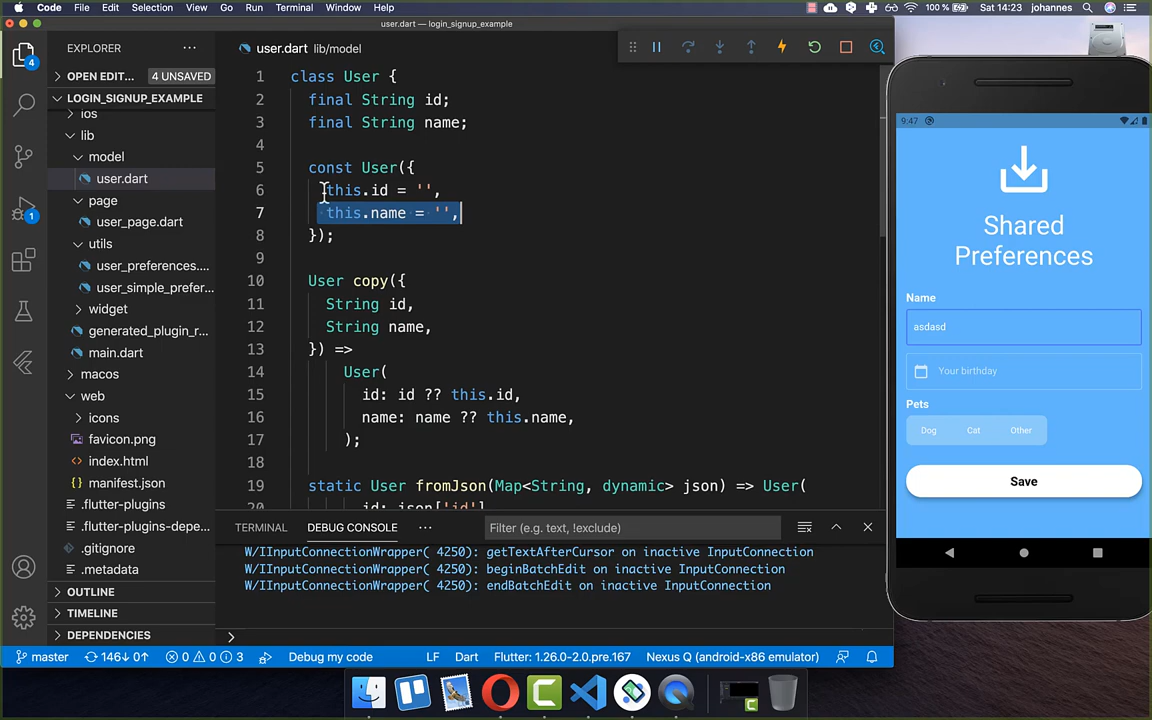 Code File Edit Selection View Go Run Terminal Window Help 100 % Sat 14:23 johannes
user.dart — login_signup_example
EXPLORER
OPEN EDIT... 4 UNSAVED
LOGIN_SIGNUP_EXAMPLE
ios
lib
model
user.dart
page
user_page.dart
utils
user_preferences....
user_simple_prefer...
widget
generated_plugin_r...
main.dart
macos
web
icons
favicon.png
index.html
manifest.json
.flutter-plugins
.flutter-plugins-depe...
.gitignore
.metadata
OUTLINE
TIMELINE
DEPENDENCIES
4
1
user.dart lib/model
1 class User {
2 final String id;
3 final String name;
4
5 const User({
6 this.id = '',
7 this.name = '',
8 });
9
10 User copy({
11 String id,
12 String name,
13 }) =>
14 User(
15 id: id ?? this.id,
16 name: name ?? this.name,
17 );
18
19 static User fromJson(Map<String, dynamic> json) => User(
20 id: json['id']
TERMINAL DEBUG CONSOLE ... Filter (e.g. text, !exclude)
W/IInputConnectionWrapper( 4250): getTextAfterCursor on inactive InputConnection
W/IInputConnectionWrapper( 4250): beginBatchEdit on inactive InputConnection
W/IInputConnectionWrapper( 4250): endBatchEdit on inactive InputConnection
master 146↓ 0↑ 0 0 3 Debug my code LF Dart Flutter: 1.26.0-2.0.pre.167 Nexus Q (android-x86 emulator)
9:47
Shared
Preferences
Name
asdasd
Your birthday
Pets
Dog Cat Other
Save